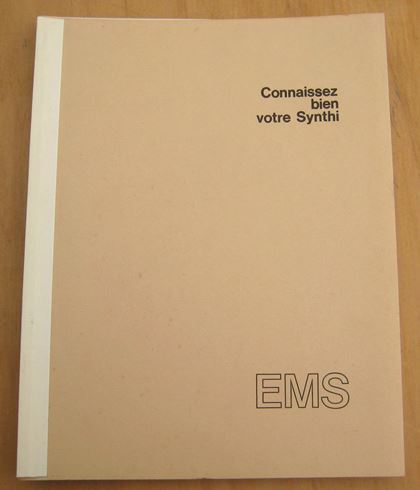 Connaissez
bien
votre Synthi
EMS